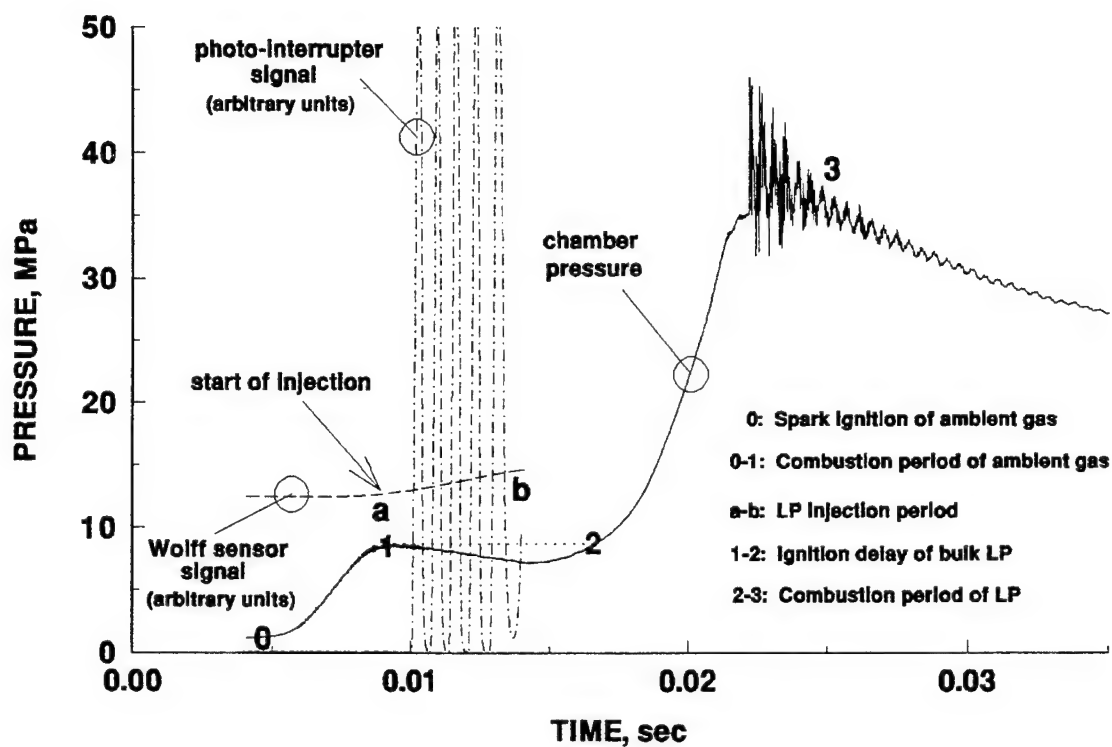 PRESSURE, MPa
50
40
30
20
10
0
photo-interrupter
signal
(arbitrary units)
3
chamber
pressure
start of injection
a
b
1
2
0
Wolff sensor
signal
(arbitrary units)
0: Spark ignition of ambient gas
0-1: Combustion period of ambient gas
a-b: LP injection period
1-2: Ignition delay of bulk LP
2-3: Combustion period of LP
0.00
0.01
0.02
0.03
TIME, sec